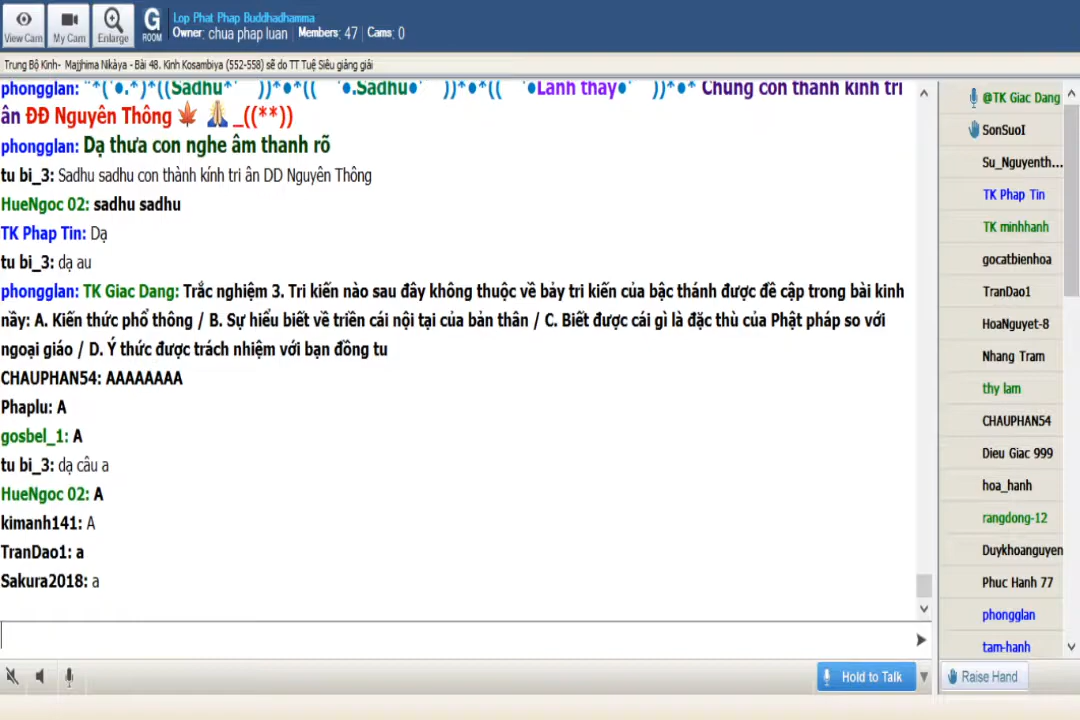 View Cam
My Cam
Enlarge
G ROOM
Lop Phat Phap Buddhadhamma
Owner: chua phap luan | Members: 47 | Cams: 0
Trung Bộ Kinh- Majjhima Nikàya - Bài 48. Kinh Kosambiya (552-558) sẽ do TT Tuệ Siêu giảng giải
phongglan: "*('●.*)*((Sadhu*' ))*●*(( '●.Sadhu●' ))*●*(( '●Lành thay●' ))*●* Chúng con thành kính tri
ân ĐĐ Nguyên Thông 🍁 🙏 _((**))
phongglan: Dạ thưa con nghe âm thanh rõ
tu bi_3: Sadhu sadhu con thành kính tri ân DD Nguyên Thông
HueNgoc 02: sadhu sadhu
TK Phap Tin: Dạ
tu bi_3: dạ au
phongglan: TK Giac Dang: Trắc nghiệm 3. Tri kiến nào sau đây không thuộc về bảy tri kiến của bậc thánh được đề cập trong bài kinh
nầy: A. Kiến thức phổ thông / B. Sự hiểu biết về triền cái nội tại của bản thân / C. Biết được cái gì là đặc thù của Phật pháp so với
ngoại giáo / D. Ý thức được trách nhiệm với bạn đồng tu
CHAUPHAN54: AAAAAAAA
Phaplu: A
gosbel_1: A
tu bi_3: dạ câu a
HueNgoc 02: A
kimanh141: A
TranDao1: a
Sakura2018: a
@TK Giac Dang
SonSuoI
Su_Nguyenth...
TK Phap Tin
TK minhhanh
gocatbienhoa
TranDao1
HoaNguyet-8
Nhang Tram
thy lam
CHAUPHAN54
Dieu Giac 999
hoa_hanh
rangdong-12
Duykhoanguyen
Phuc Hanh 77
phongglan
tam-hanh
Hold to Talk
Raise Hand